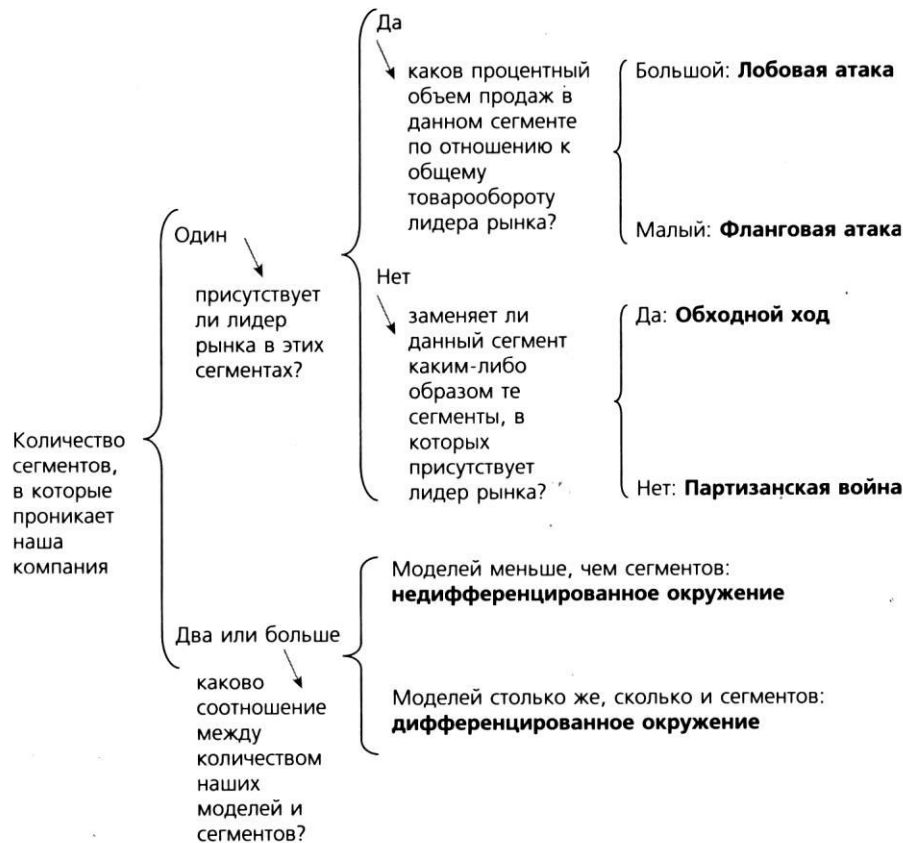 Количество
сегментов,
в которые
проникает
наша
компания
Один
присутствует
ли лидер
рынка в этих
сегментах?
Да
каков процентный
объем продаж в
данном сегменте
по отношению к
общему
товарообороту
лидера рынка?
Большой: Лобовая атака
Малый: Фланговая атака
Нет
заменяет ли
данный сегмент
каким-либо
образом те
сегменты, в
которых
присутствует
лидер рынка?
Да: Обходной ход
Нет: Партизанская война
Два или больше
каково
соотношение
между
количеством
наших
моделей и
сегментов?
Моделей меньше, чем сегментов:
недифференцированное окружение
Моделей столько же, сколько и сегментов:
дифференцированное окружение